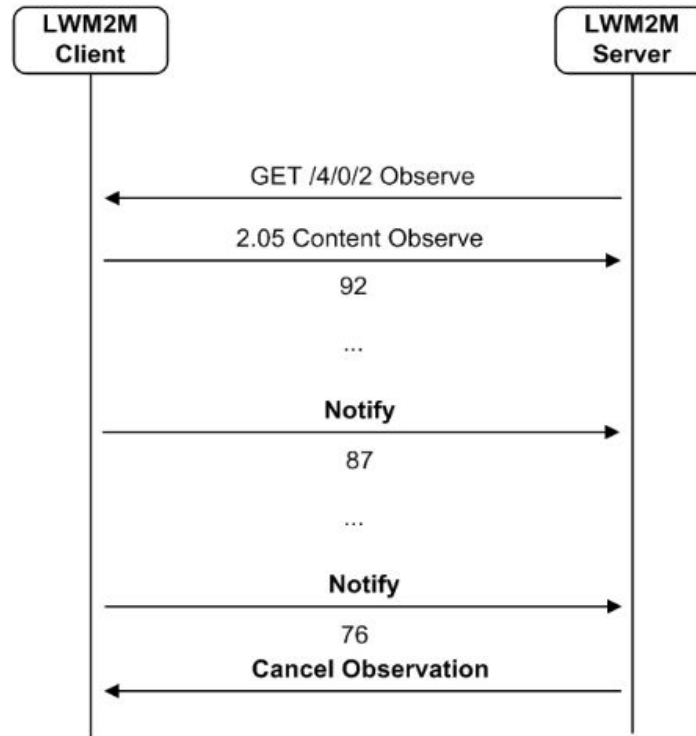 LWM2M
Client
LWM2M
Server
GET /4/0/2 Observe
2.05 Content Observe
92
...
Notify
87
...
Notify
76
Cancel Observation